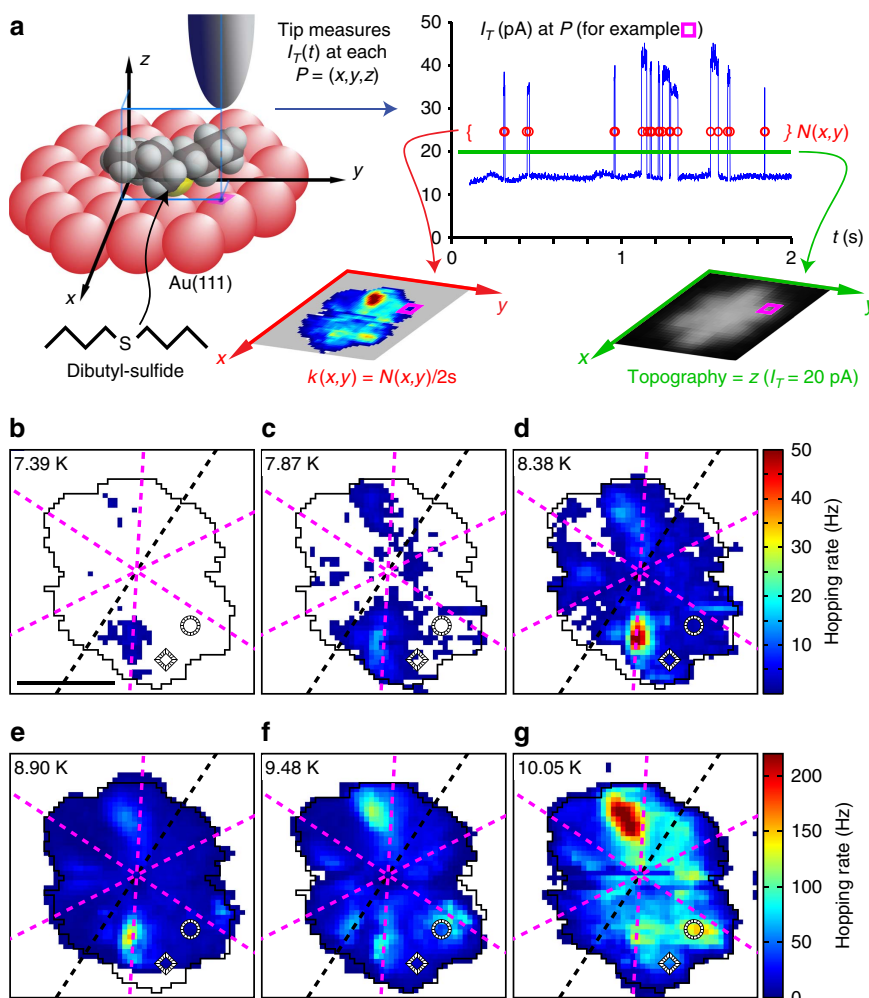 a
Tip measures
I_T(t) at each
P = (x,y,z)
z
y
x
Au(111)
S
Dibutyl-sulfide
I_T (pA) at P (for example )
50
40
30
20
10
0
{ } N(x,y)
0 1 2
t (s)
y
x
k(x,y) = N(x,y)/2s
y
x
Topography = z (I_T = 20 pA)
b
7.39 K
c
7.87 K
d
8.38 K
50
40
30
20
10
Hopping rate (Hz)
e
8.90 K
f
9.48 K
g
10.05 K
200
150
100
50
0
Hopping rate (Hz)